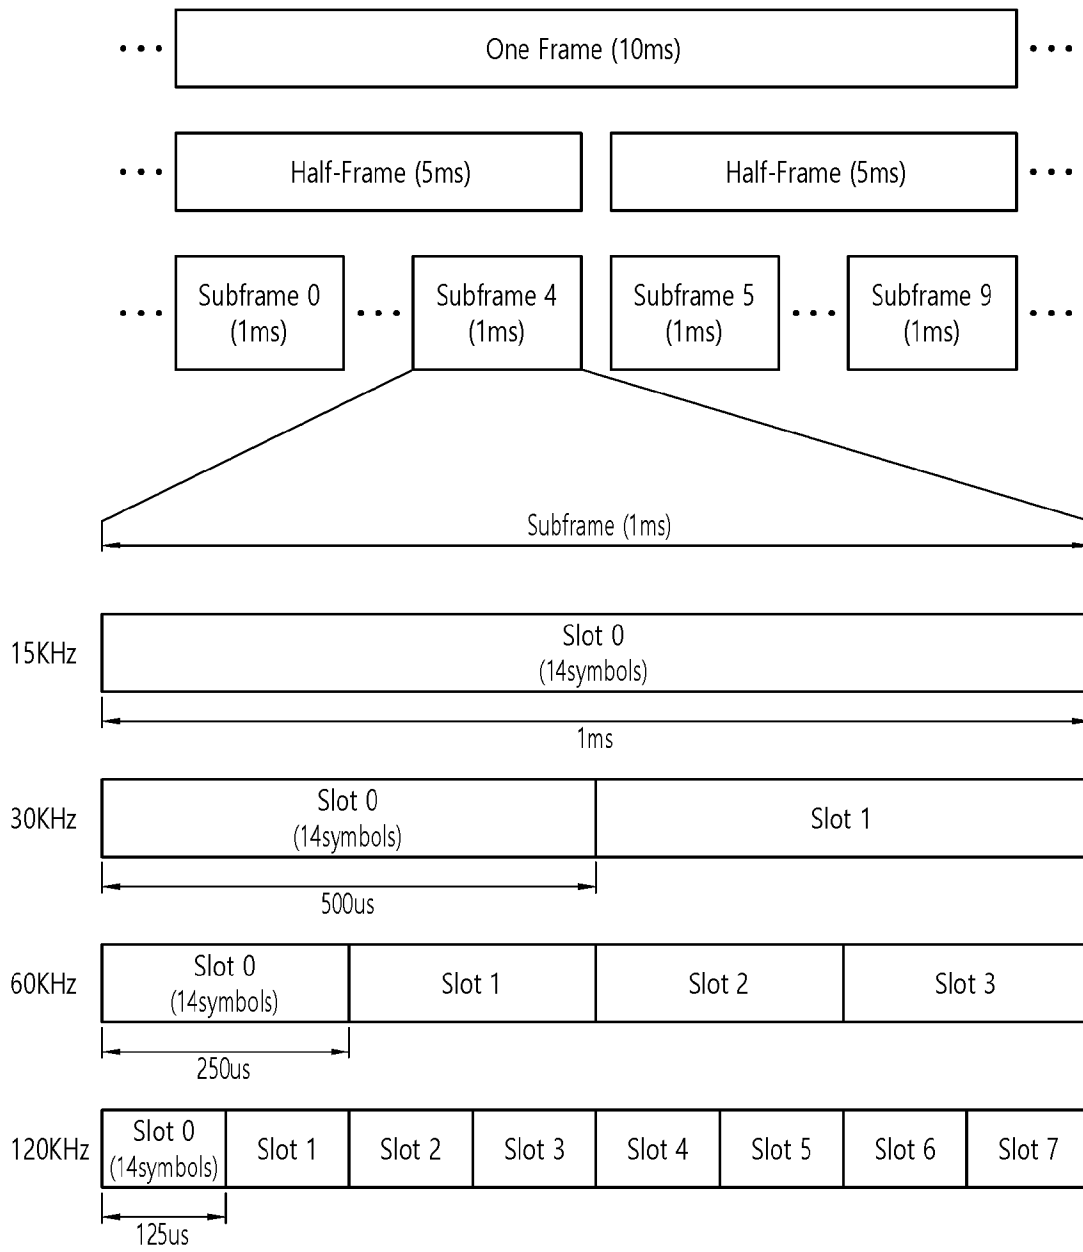 One Frame (10ms)
Half-Frame (5ms)
Half-Frame (5ms)
Subframe 0
(1ms)
Subframe 4
(1ms)
Subframe 5
(1ms)
Subframe 9
(1ms)
Subframe (1ms)
15KHz
Slot 0
(14symbols)
1ms
30KHz
Slot 0
(14symbols)
Slot 1
500us
60KHz
Slot 0
(14symbols)
Slot 1
Slot 2
Slot 3
250us
120KHz
Slot 0
(14symbols)
Slot 1
Slot 2
Slot 3
Slot 4
Slot 5
Slot 6
Slot 7
125us